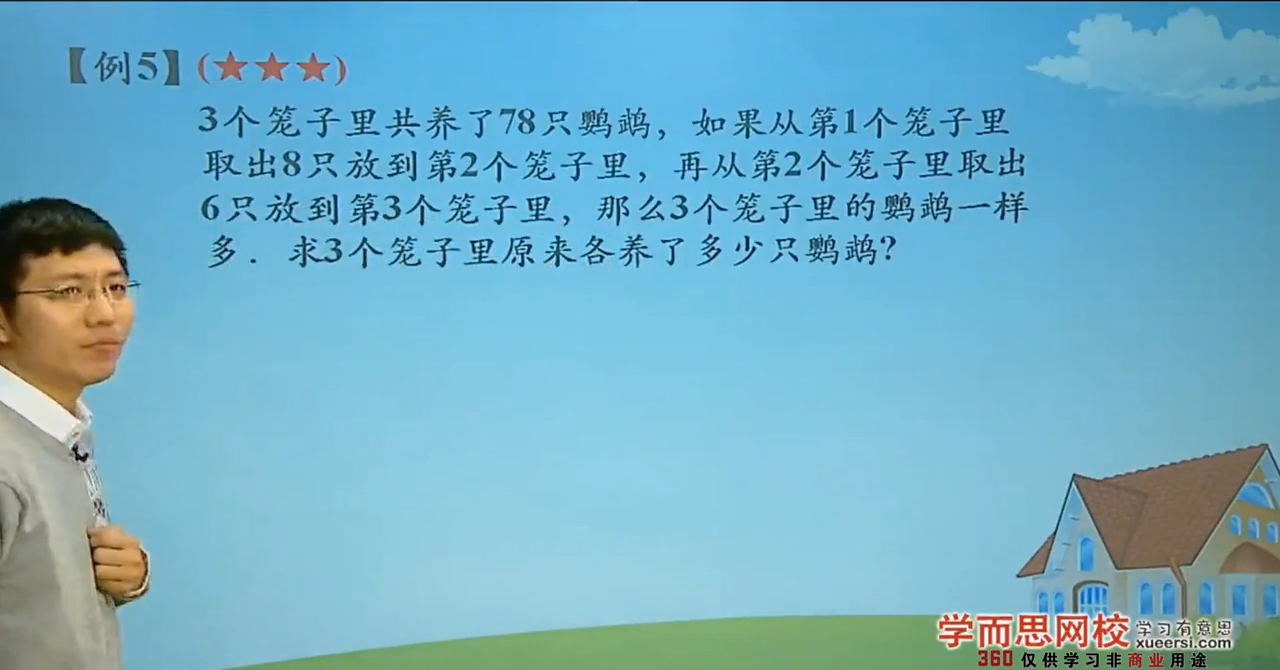 【例5】(★★★)
3个笼子里共养了78只鹦鹉，如果从第1个笼子里
取出8只放到第2个笼子里，再从第2个笼子里取出
6只放到第3个笼子里，那么3个笼子里的鹦鹉一样
多．求3个笼子里原来各养了多少只鹦鹉?
学而思网校 学习有意思
xueersi.com
360 仅供学习非商业用途